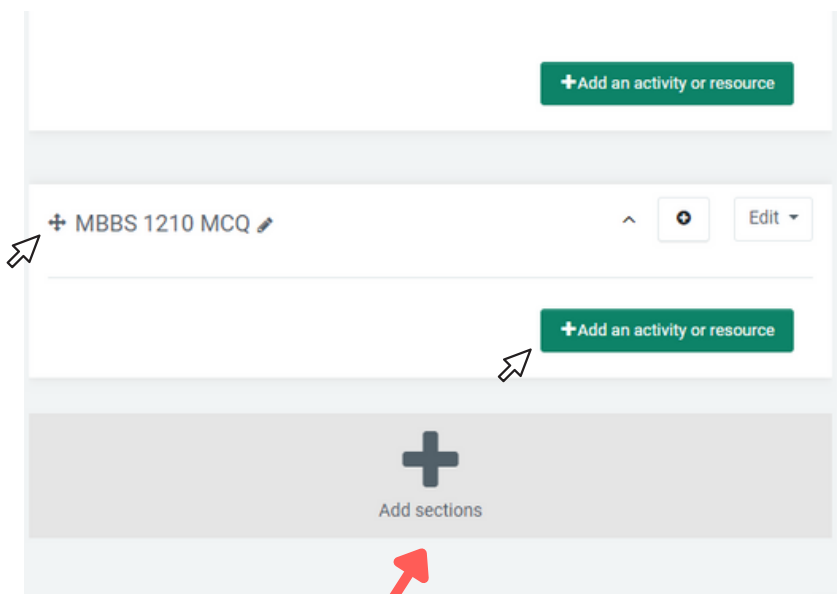 +Add an activity or resource
MBBS 1210 MCQ
Edit
+Add an activity or resource
Add sections